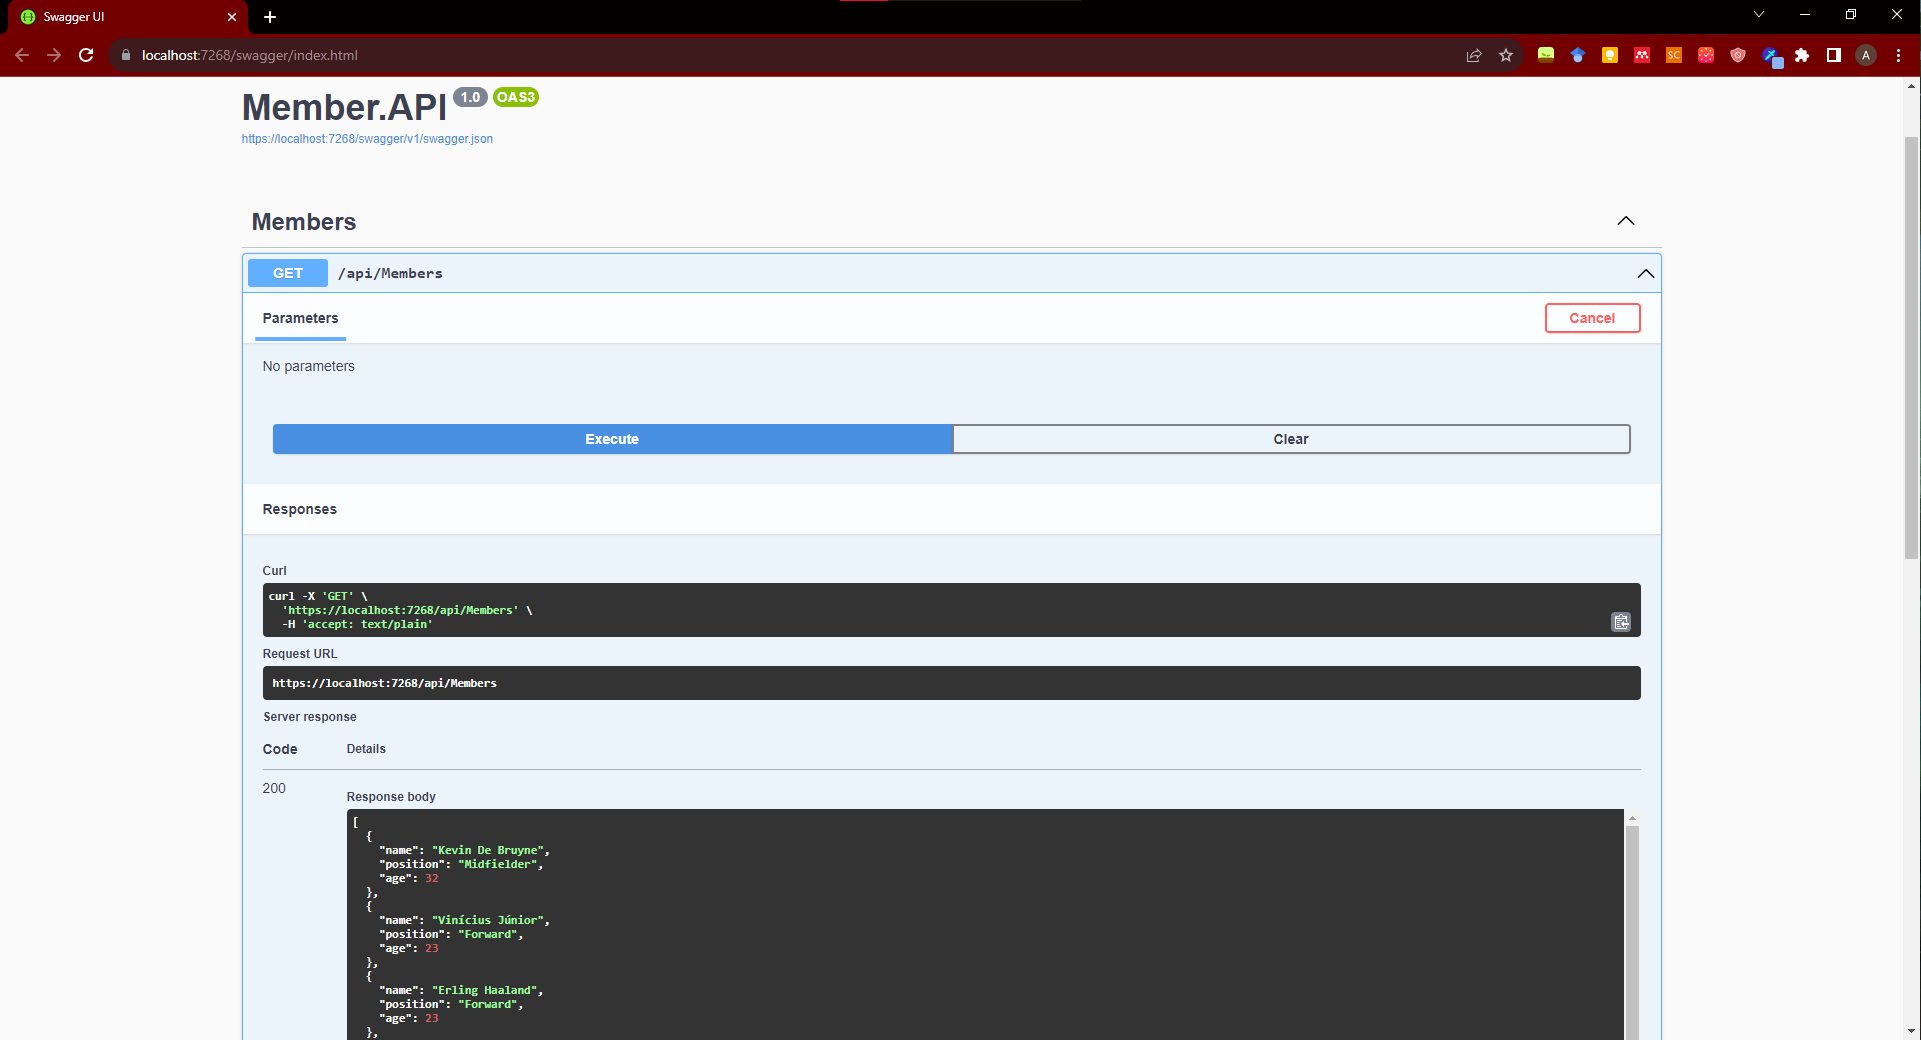 Swagger UI
localhost:7268/swagger/index.html
SC
A
Member.API 1.0 OAS3
https://localhost:7268/swagger/v1/swagger.json
Members
GET /api/Members
Parameters
Cancel
No parameters
Execute
Clear
Responses
Curl
curl -X 'GET' \
'https://localhost:7268/api/Members' \
-H 'accept: text/plain'
Request URL
https://localhost:7268/api/Members
Server response
Code Details
200
Response body
[
{
"name": "Kevin De Bruyne",
"position": "Midfielder",
"age": 32
},
{
"name": "Vinícius Júnior",
"position": "Forward",
"age": 23
},
{
"name": "Erling Haaland",
"position": "Forward",
"age": 23
},